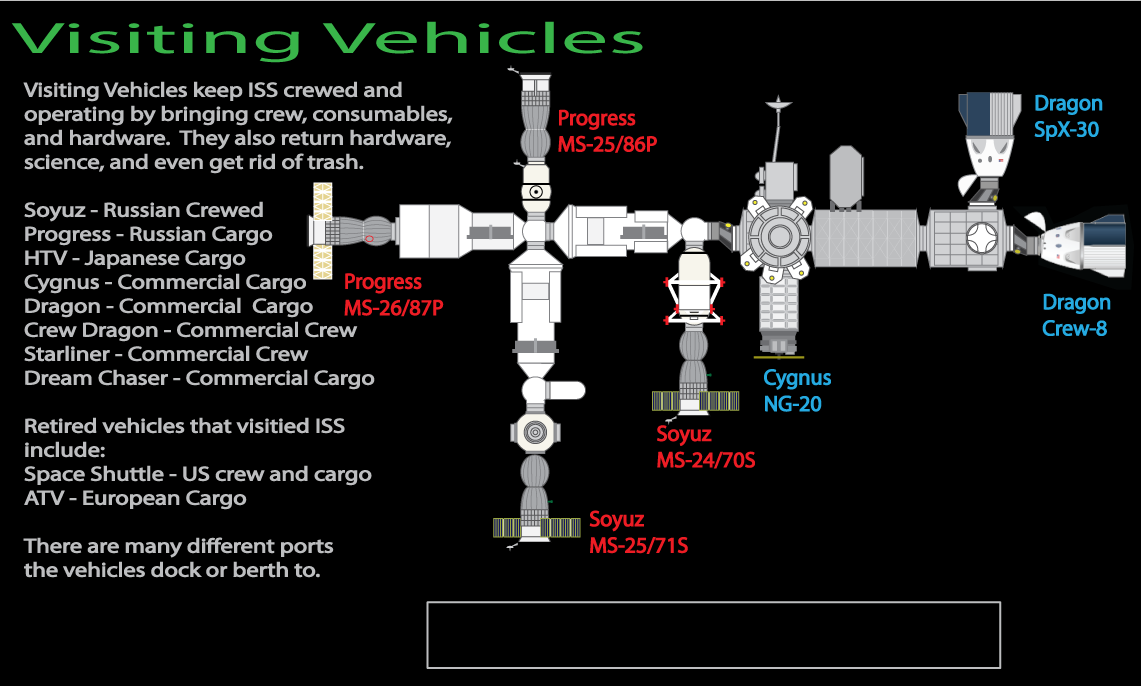 Visiting Vehicles
Visiting Vehicles keep ISS crewed and
operating by bringing crew, consumables,
and hardware.  They also return hardware,
science, and even get rid of trash.
Soyuz - Russian Crewed
Progress - Russian Cargo
HTV - Japanese Cargo
Cygnus - Commercial Cargo
Dragon - Commercial  Cargo
Crew Dragon - Commercial Crew
Starliner - Commercial Crew
Dream Chaser - Commercial Cargo
Retired vehicles that visitied ISS
include:
Space Shuttle - US crew and cargo
ATV - European Cargo
There are many different ports
the vehicles dock or berth to.
Progress
MS-25/86P
Progress
MS-26/87P
Soyuz
MS-24/70S
Soyuz
MS-25/71S
Cygnus
NG-20
Dragon
SpX-30
Dragon
Crew-8